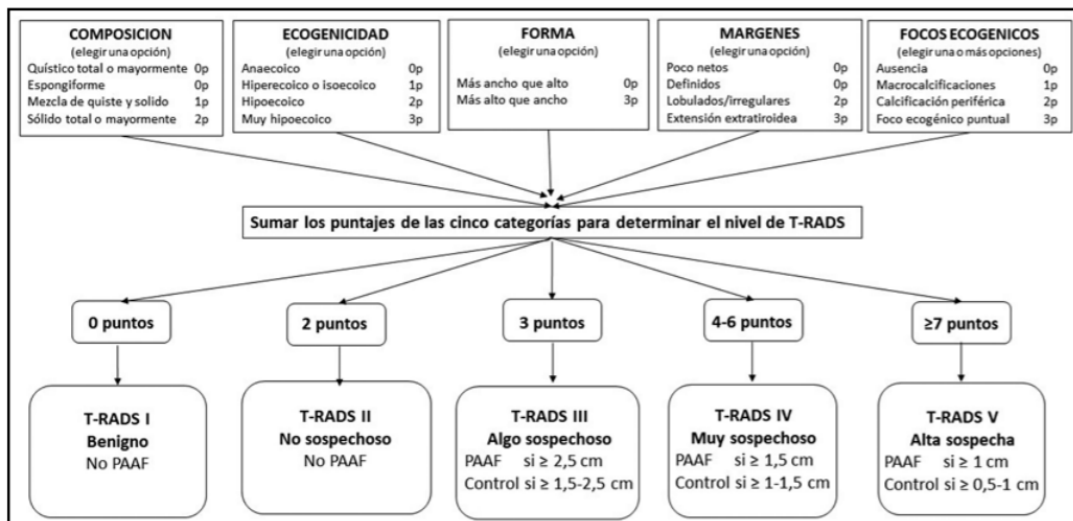 COMPOSICION
(elegir una opción)
Quístico total o mayormente 0p
Espongiforme 0p
Mezcla de quiste y solido 1p
Sólido total o mayormente 2p
ECOGENICIDAD
(elegir una opción)
Anaecoico 0p
Hiperecoico o isoecoico 1p
Hipoecoico 2p
Muy hipoecoico 3p
FORMA
(elegir una opción)
Más ancho que alto 0p
Más alto que ancho 3p
MARGENES
(elegir una opción)
Poco netos 0p
Definidos 0p
Lobulados/irregulares 2p
Extensión extratiroidea 3p
FOCOS ECOGENICOS
(elegir una o más opciones)
Ausencia 0p
Macrocalcificaciones 1p
Calcificación periférica 2p
Foco ecogénico puntual 3p
Sumar los puntajes de las cinco categorías para determinar el nivel de T-RADS
0 puntos
2 puntos
3 puntos
4-6 puntos
≥7 puntos
T-RADS I
Benigno
No PAAF
T-RADS II
No sospechoso
No PAAF
T-RADS III
Algo sospechoso
PAAF si ≥ 2,5 cm
Control si ≥ 1,5-2,5 cm
T-RADS IV
Muy sospechoso
PAAF si ≥ 1,5 cm
Control si ≥ 1-1,5 cm
T-RADS V
Alta sospecha
PAAF si ≥ 1 cm
Control si ≥ 0,5-1 cm